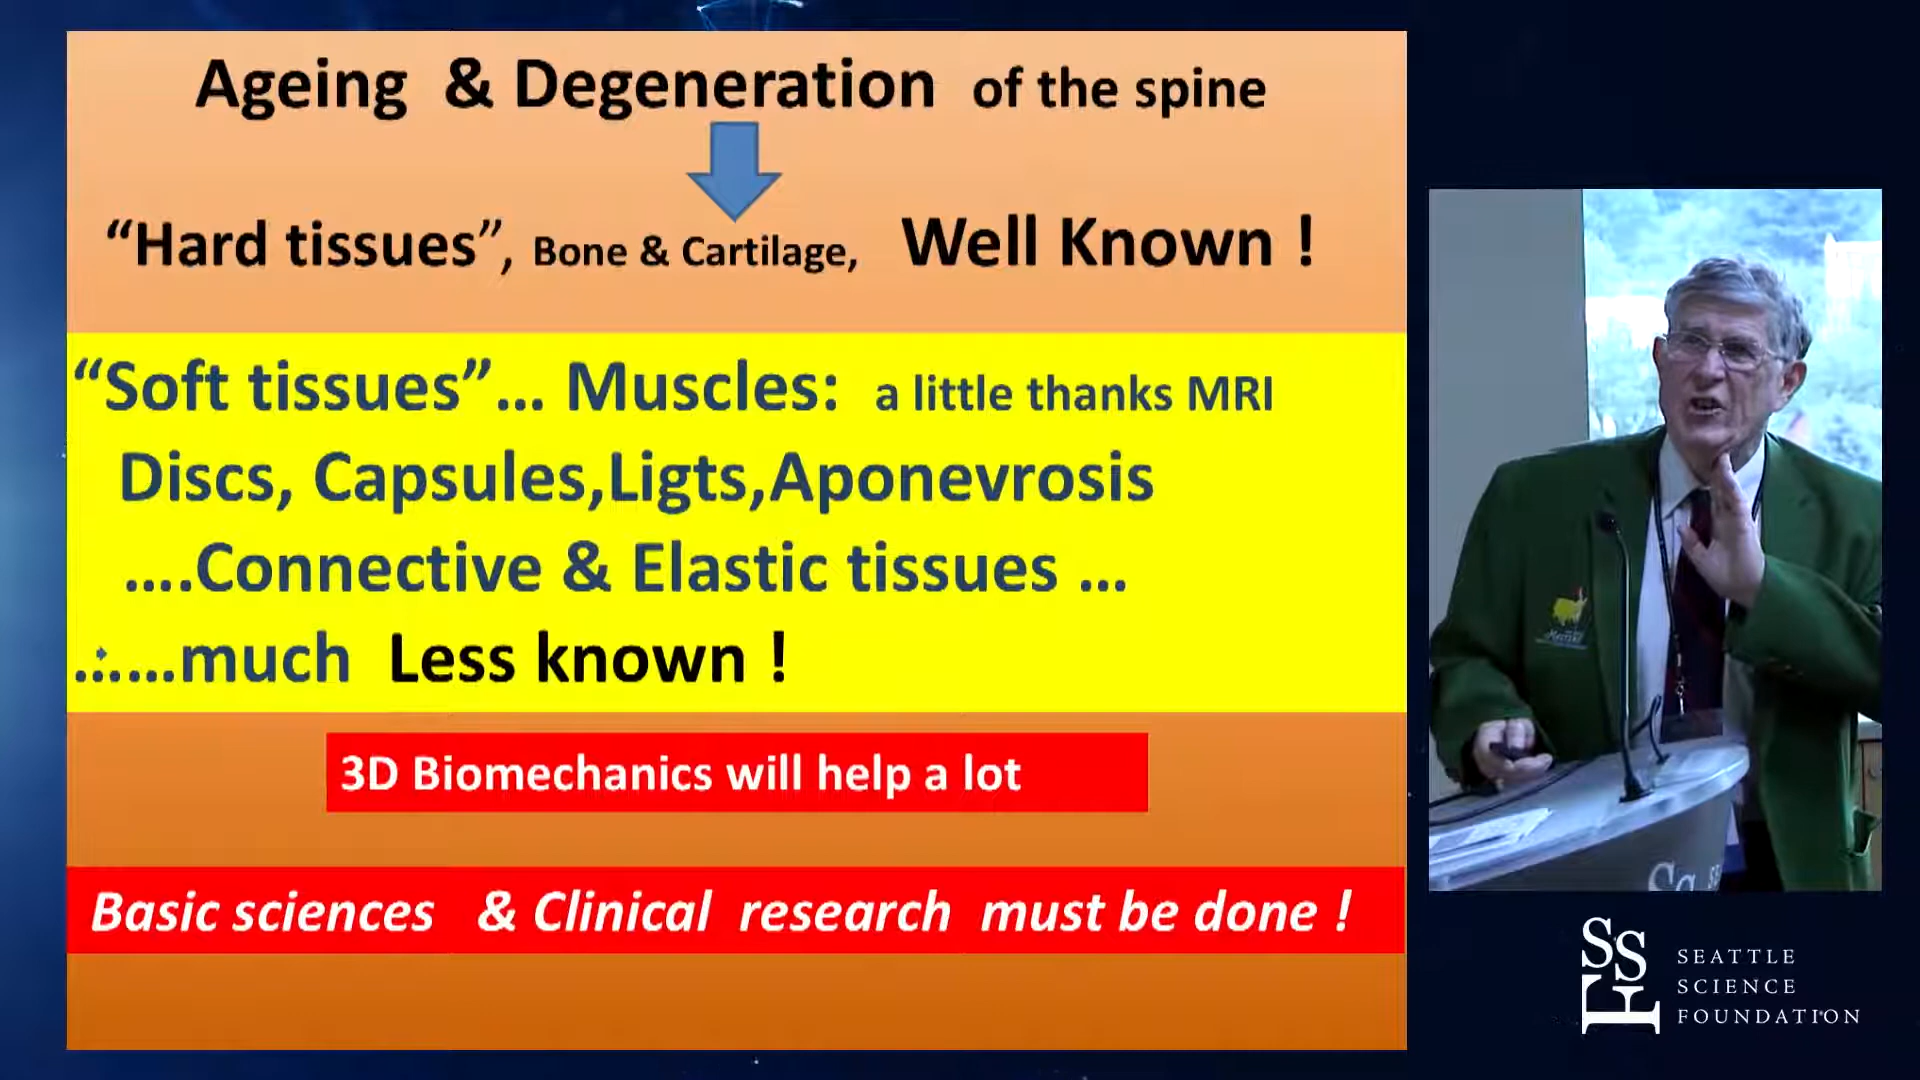 Ageing & Degeneration of the spine
“Hard tissues”, Bone & Cartilage, Well Known !
“Soft tissues”... Muscles: a little thanks MRI
Discs, Capsules,Ligts,Aponevrosis
....Connective & Elastic tissues ...
......much Less known !
3D Biomechanics will help a lot
Basic sciences & Clinical research must be done !
SSF
SEATTLE
SCIENCE
FOUNDATION